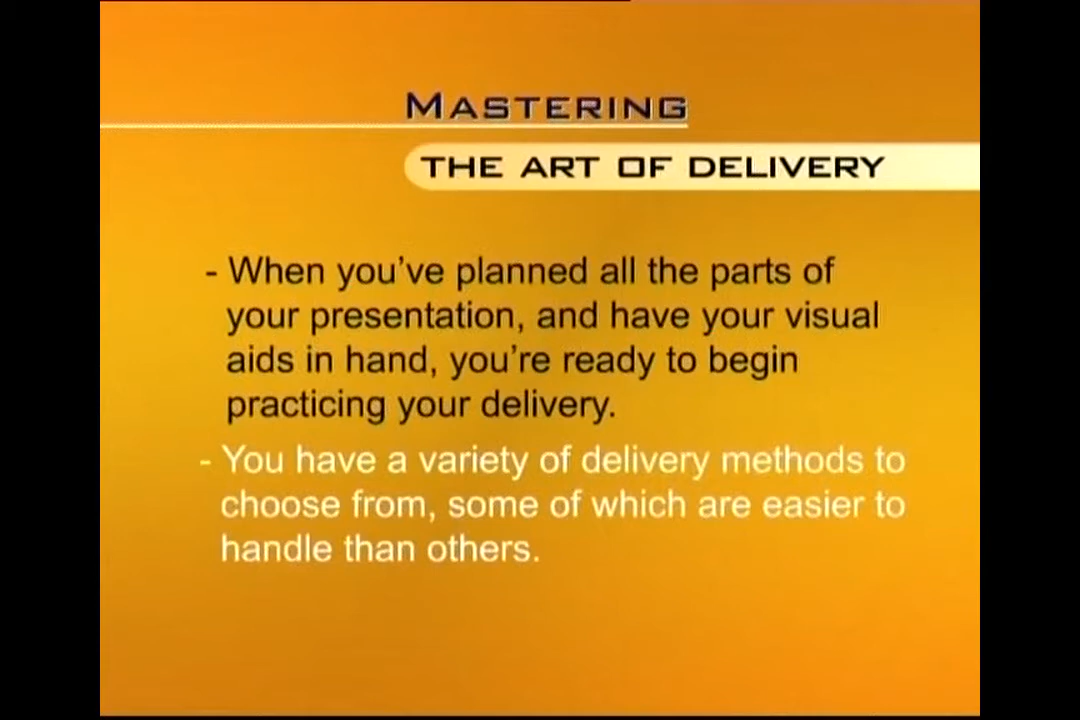 MASTERING
THE ART OF DELIVERY
- When you’ve planned all the parts of
your presentation, and have your visual
aids in hand, you’re ready to begin
practicing your delivery.
- You have a variety of delivery methods to
choose from, some of which are easier to
handle than others.